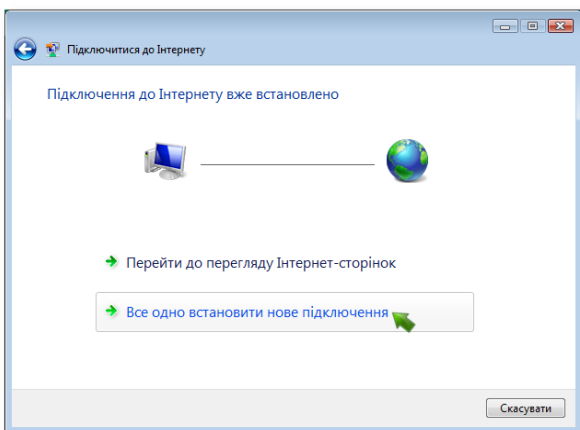 Підключитися до Інтернету
Підключення до Інтернету вже встановлено
Перейти до перегляду Інтернет-сторінок
Все одно встановити нове підключення
Скасувати